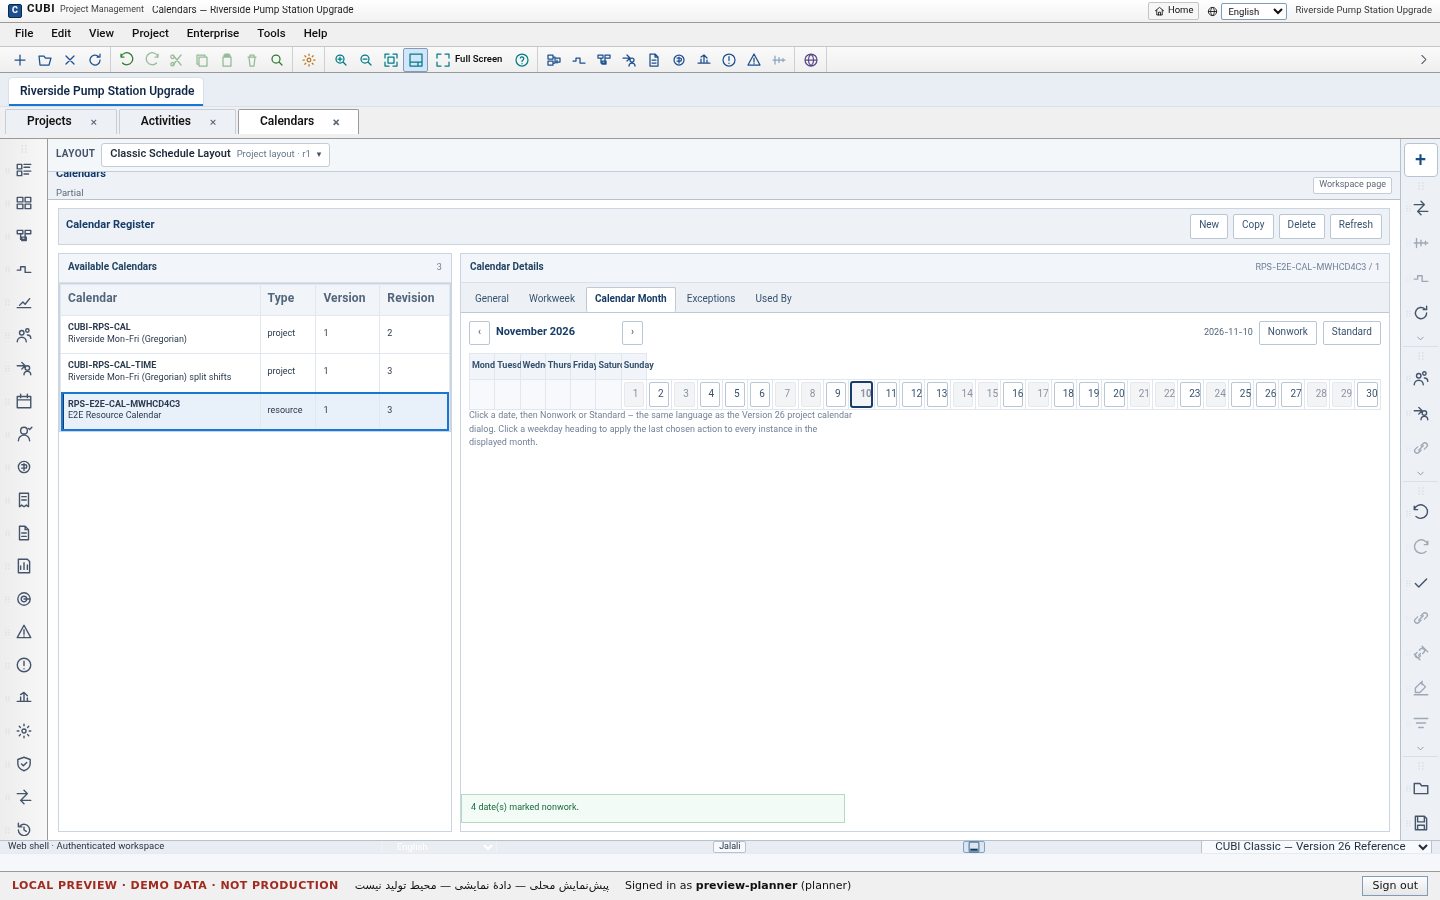 C CUBI Project Management Calendars — Riverside Pump Station Upgrade Home English Riverside Pump Station Upgrade
File Edit View Project Enterprise Tools Help
Full Screen
Riverside Pump Station Upgrade
Projects × Activities × Calendars ×
LAYOUT Classic Schedule Layout Project layout · r1
Calendars
Partial Workspace page
Calendar Register New Copy Delete Refresh
Available Calendars 3
Calendar Type Version Revision
CUBI-RPS-CAL
Riverside Mon-Fri (Gregorian) project 1 2
CUBI-RPS-CAL-TIME
Riverside Mon-Fri (Gregorian) split shifts project 1 3
RPS-E2E-CAL-MWHCD4C3
E2E Resource Calendar resource 1 3
Calendar Details RPS-E2E-CAL-MWHCD4C3 / 1
General Workweek Calendar Month Exceptions Used By
‹ November 2026 › 2026-11-10 Nonwork Standard
Mond Tuesd Wedn Thurs Friday Satur Sunday
1 2 3 4 5 6 7 8 9 10 11 12 13 14 15 16 17 18 19 20 21 22 23 24 25 26 27 28 29 30
Click a date, then Nonwork or Standard — the same language as the Version 26 project calendar
dialog. Click a weekday heading to apply the last chosen action to every instance in the
displayed month.
4 date(s) marked nonwork.
Web shell · Authenticated workspace English Jalali CUBI Classic — Version 26 Reference
LOCAL PREVIEW · DEMO DATA · NOT PRODUCTION پیش‌نمایش محلی — دادهٔ نمایشی — محیط تولید نیست Signed in as preview-planner (planner) Sign out